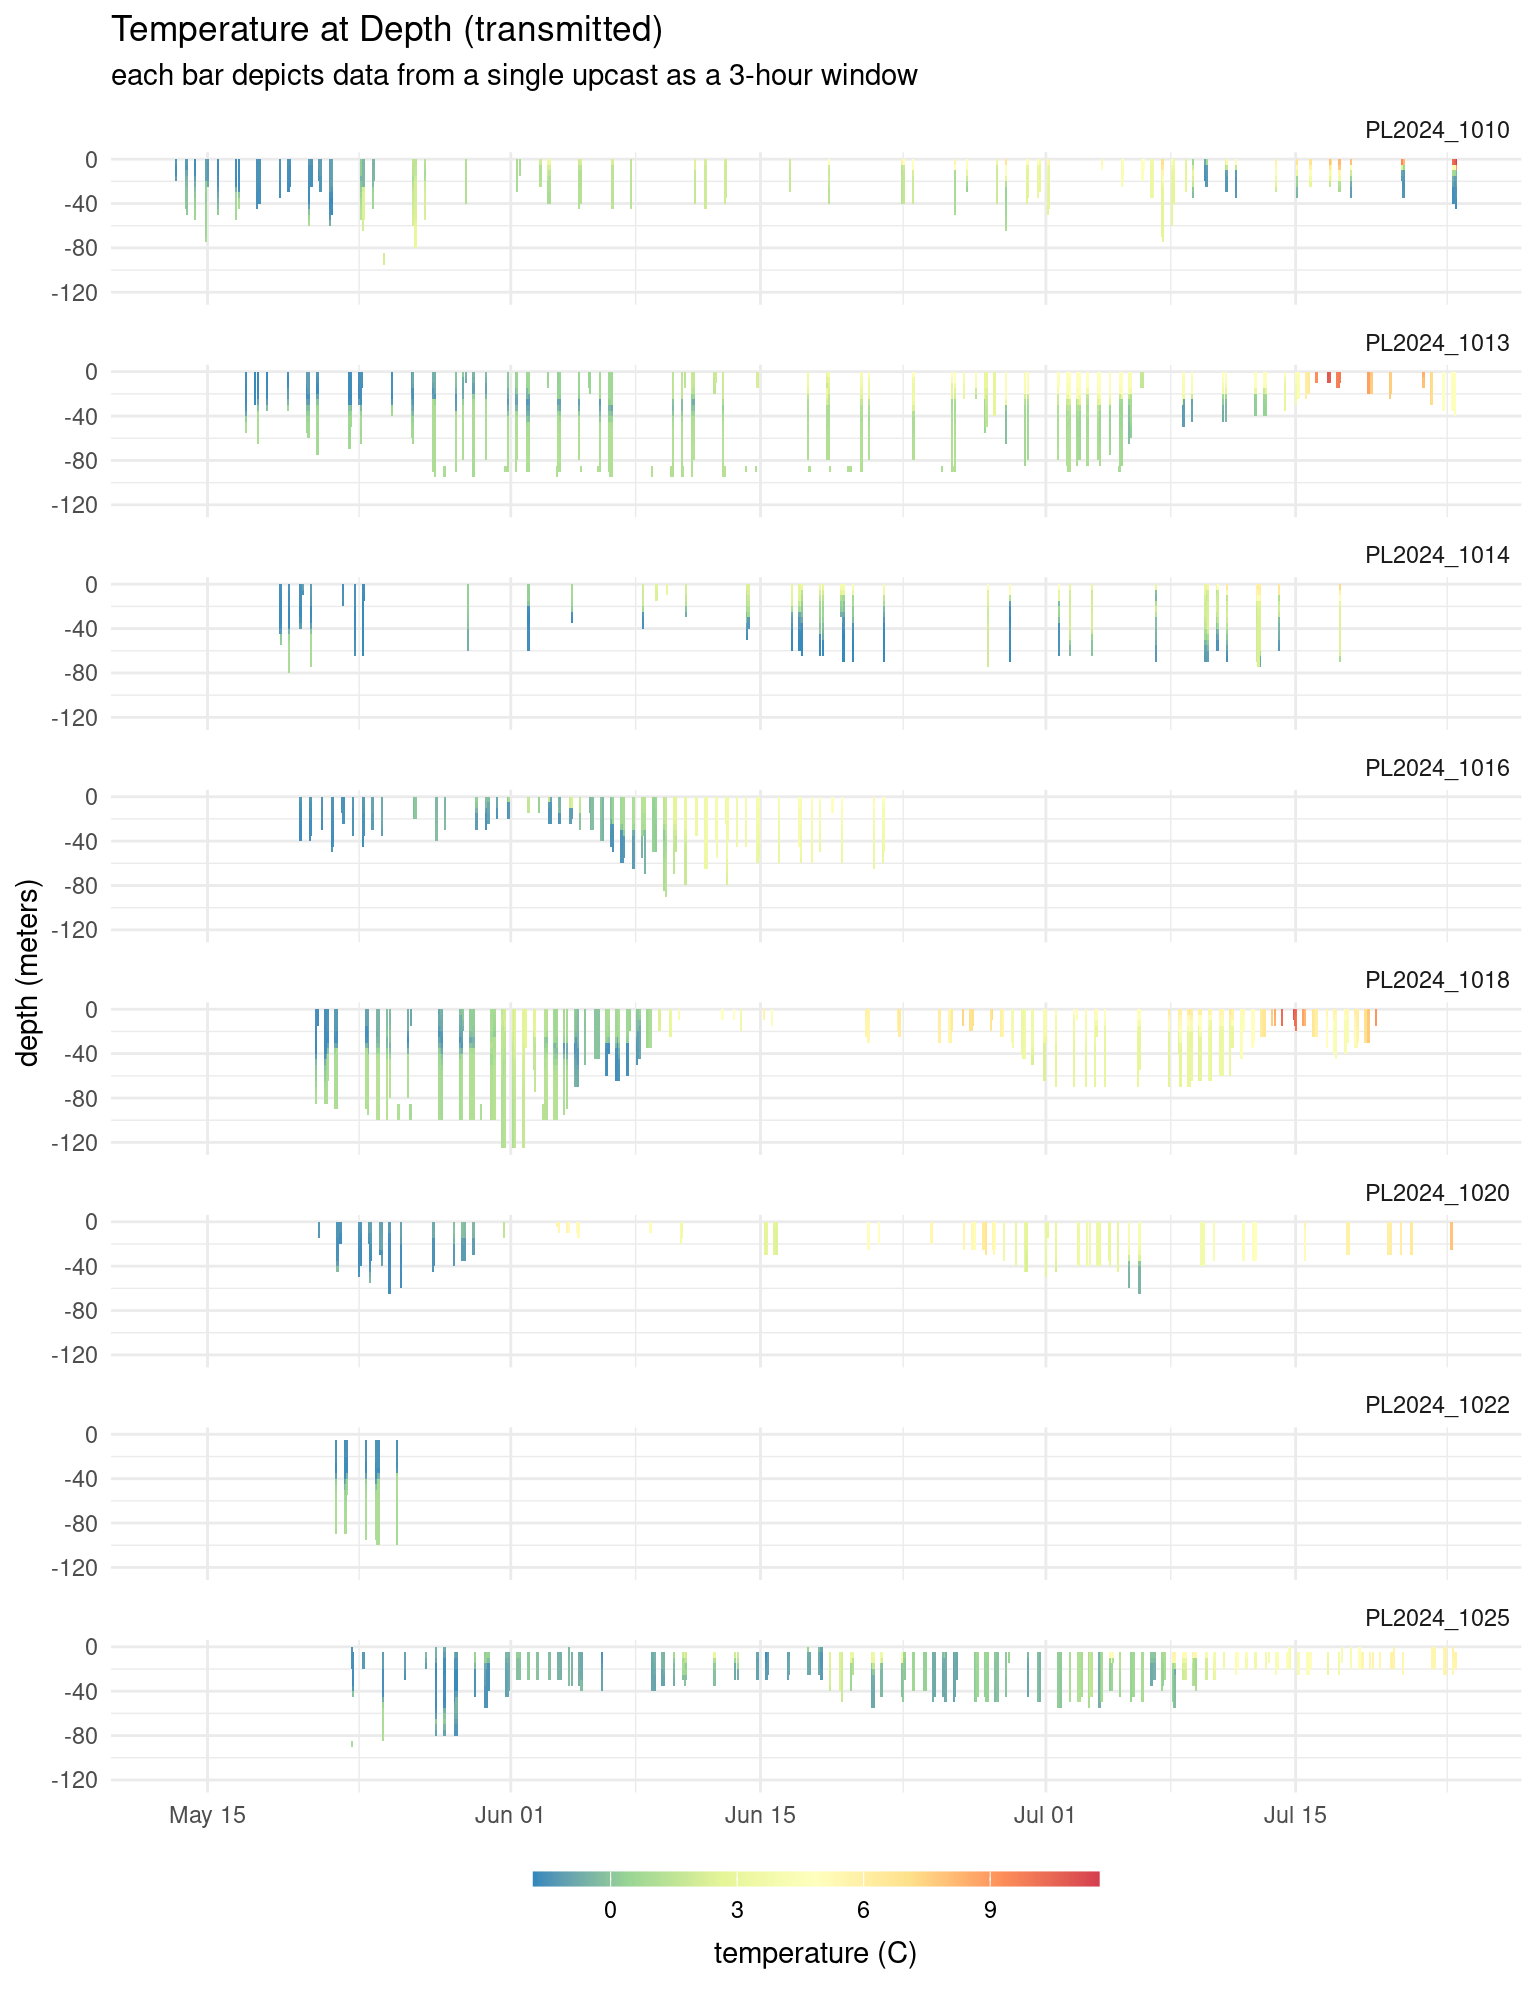 Temperature at Depth (transmitted)
each bar depicts data from a single upcast as a 3-hour window
PL2024_1010
0
-40
-80
-120
PL2024_1013
0
-40
-80
-120
PL2024_1014
0
-40
-80
-120
PL2024_1016
0
-40
-80
-120
depth (meters)
PL2024_1018
0
-40
-80
-120
PL2024_1020
0
-40
-80
-120
PL2024_1022
0
-40
-80
-120
PL2024_1025
0
-40
-80
-120
May 15 Jun 01 Jun 15 Jul 01 Jul 15
0 3 6 9
temperature (C)